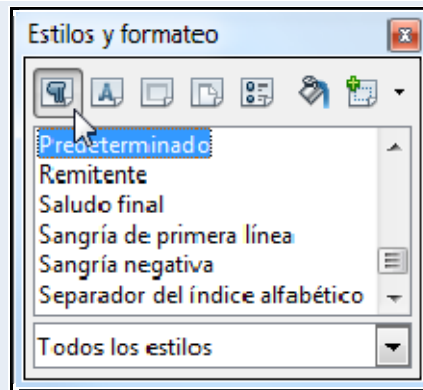 Estilos y formateo
Predeterminado
Remitente
Saludo final
Sangría de primera línea
Sangría negativa
Separador del índice alfabético
Todos los estilos